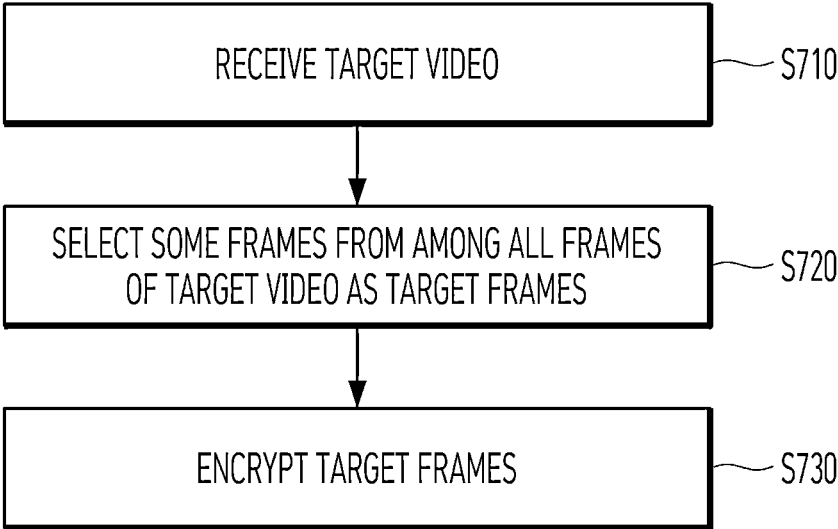 RECEIVE TARGET VIDEO
S710
SELECT SOME FRAMES FROM AMONG ALL FRAMES
OF TARGET VIDEO AS TARGET FRAMES
S720
ENCRYPT TARGET FRAMES
S730